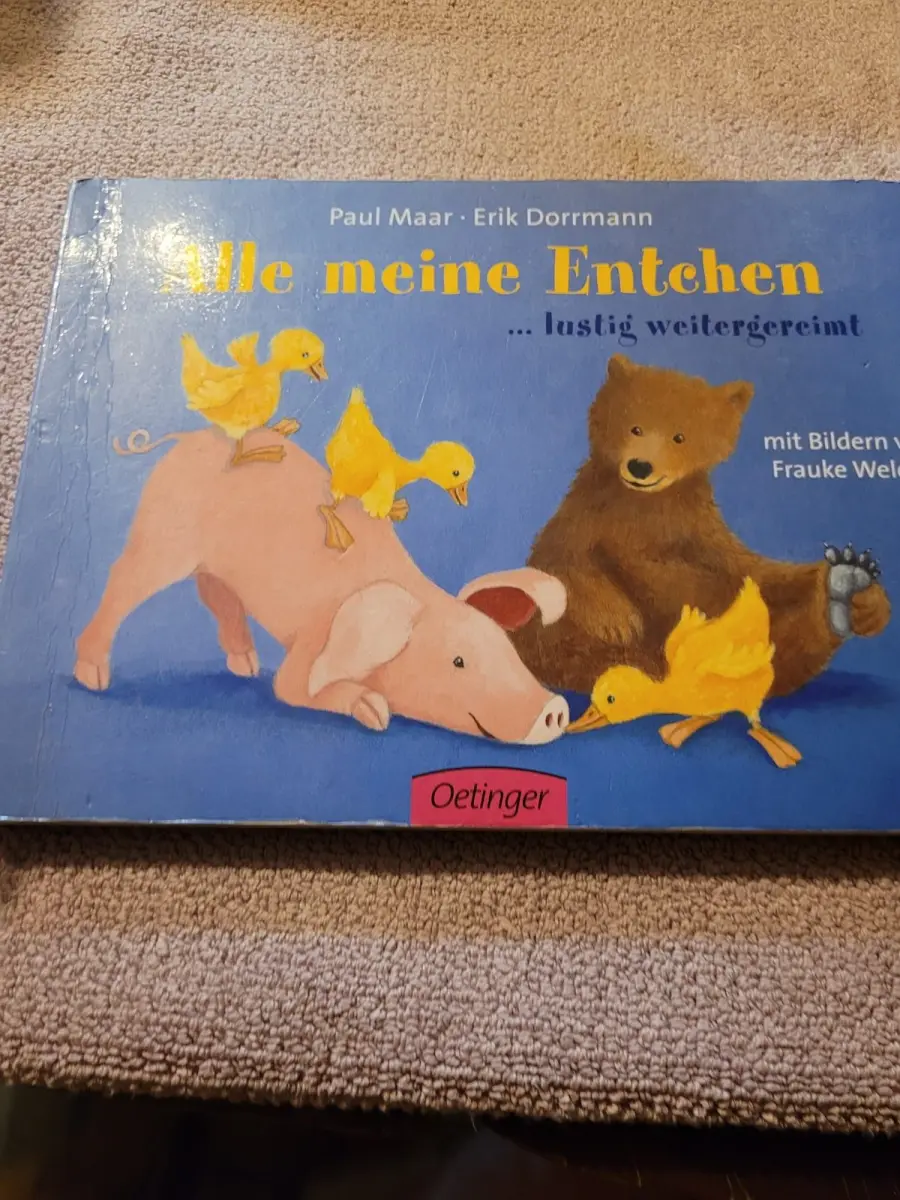 Paul Maar · Erik Dorrmann
Alle meine Entchen
... lustig weitergereimt
mit Bildern
Frauke
Oetinger